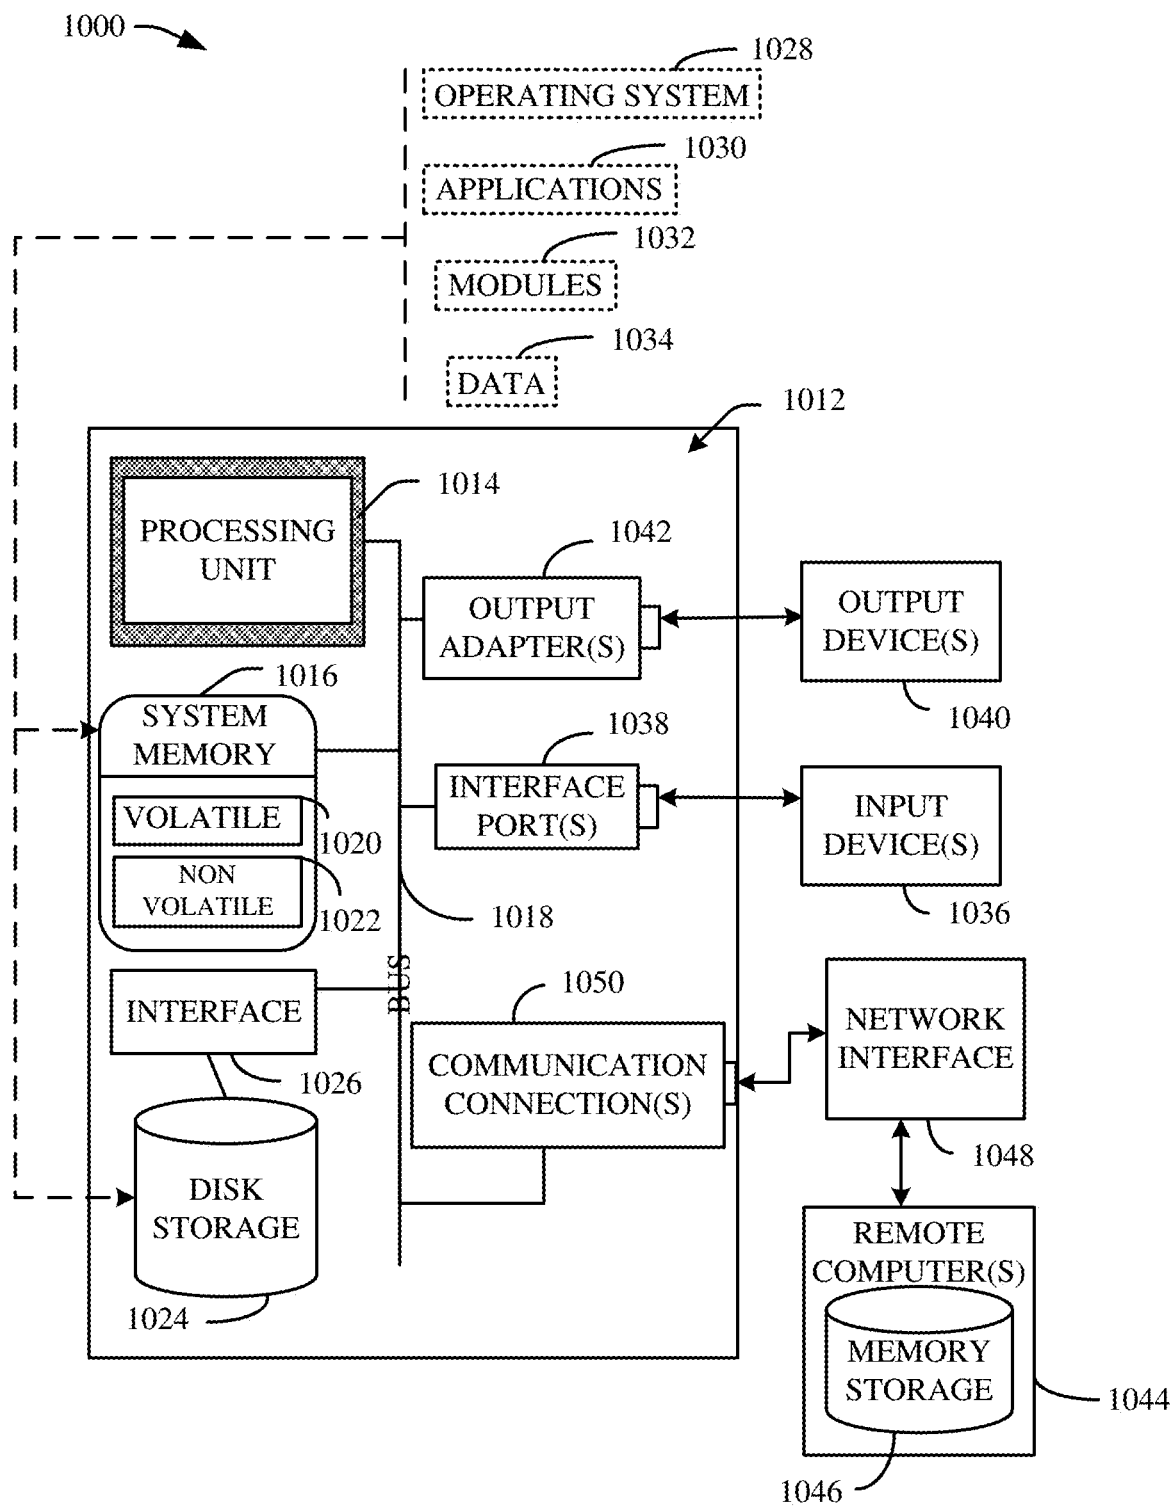 1000
1028
OPERATING SYSTEM
1030
APPLICATIONS
1032
MODULES
1034
DATA
1012
1014
PROCESSING
UNIT
1042
OUTPUT
ADAPTER(S)
OUTPUT
DEVICE(S)
1040
1016
SYSTEM
MEMORY
1038
INTERFACE
PORT(S)
INPUT
DEVICE(S)
1036
VOLATILE
1020
NON
VOLATILE
1022
1018
BUS
INTERFACE
1026
1050
COMMUNICATION
CONNECTION(S)
NETWORK
INTERFACE
1048
DISK
STORAGE
1024
REMOTE
COMPUTER(S)
MEMORY
STORAGE
1044
1046